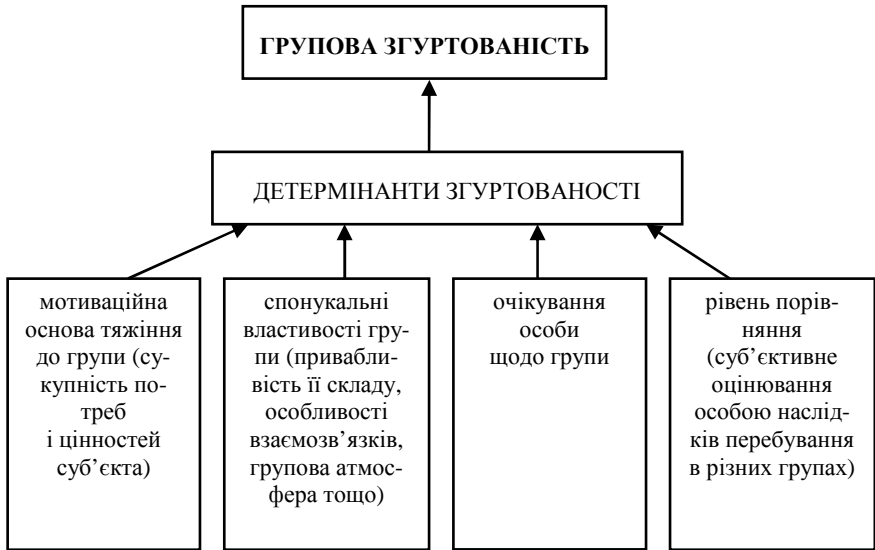 ГРУПОВА ЗГУРТОВАНІСТЬ
ДЕТЕРМІНАНТИ ЗГУРТОВАНОСТІ
мотиваційна
основа тяжіння
до групи (су-
купність по-
треб
і цінностей
суб’єкта)
спонукальні
властивості гру-
пи (привабли-
вість її складу,
особливості
взаємозв’язків,
групова атмос-
фера тощо)
очікування
особи
щодо групи
рівень порів-
няння
(суб’єктивне
оцінювання
особою наслід-
ків перебування
в різних групах)